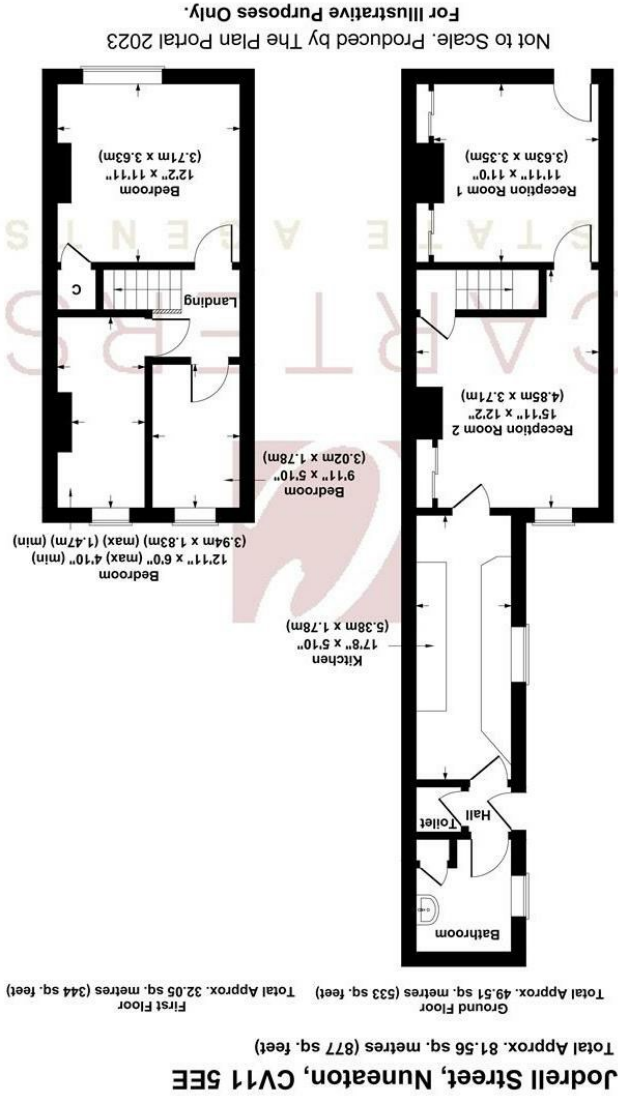 Jodrell Street, Nuneaton, CV11 5EE
Total Approx. 81.56 sq. metres (877 sq. feet)
Ground Floor
Total Approx. 49.51 sq. metres (533 sq. feet)
First Floor
Total Approx. 32.05 sq. metres (344 sq. feet)
Bathroom
Hall
Toilet
Kitchen
17'8" x 5'10"
(5.38m x 1.78m)
Reception Room 2
15'11" x 12'2"
(4.85m x 3.71m)
Reception Room 1
11'11" x 11'0"
(3.63m x 3.35m)
Bedroom
12'11" x 6'0" (max) 4'10" (min)
(3.94m x 1.83m) (max) (1.47m) (min)
Bedroom
9'11" x 5'10"
(3.02m x 1.78m)
Landing
C
Bedroom
12'2" x 11'11"
(3.71m x 3.63m)
CARTERS
STATE AGENTS
Not to Scale. Produced by The Plan Portal 2023
For Illustrative Purposes Only.